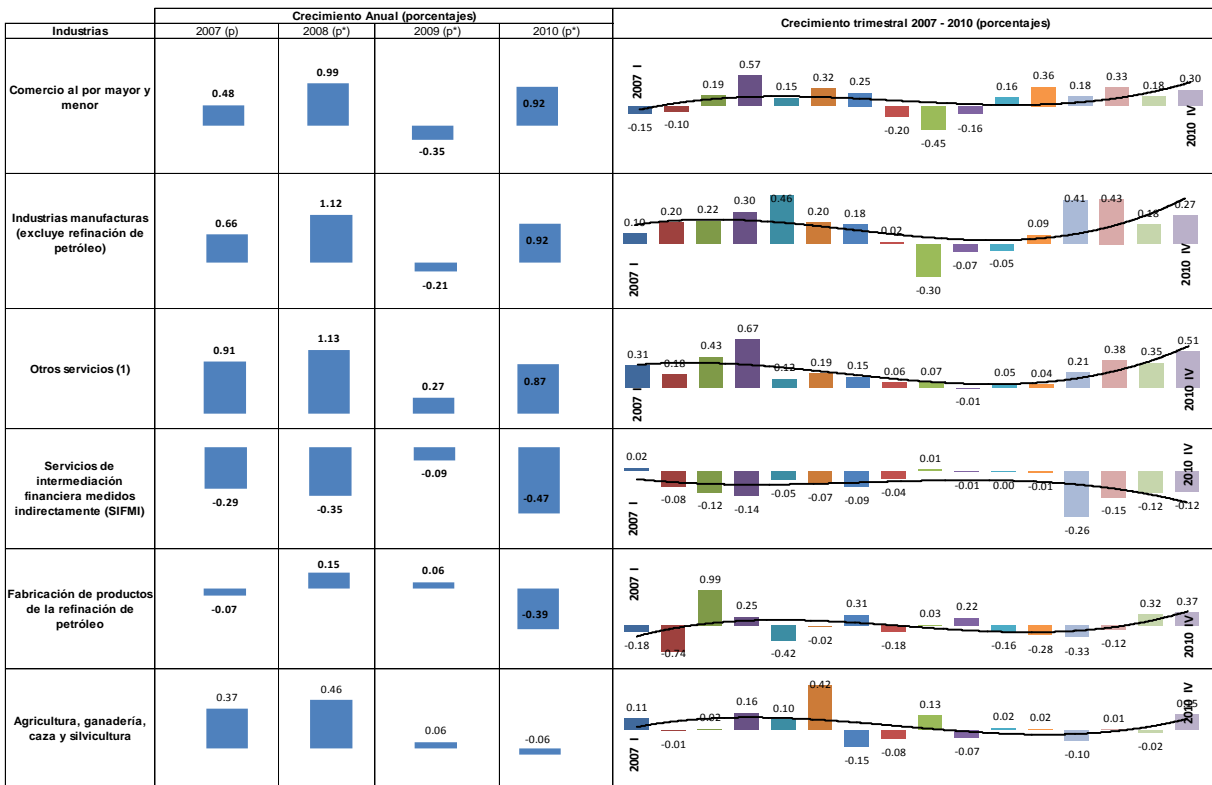 Crecimiento Anual (porcentajes)
Crecimiento trimestral 2007 - 2010 (porcentajes)
Industrias 2007 (p) 2008 (p*) 2009 (p*) 2010 (p*)
Comercio al por mayor y
menor
0.48 0.99 -0.35 0.92
2007 I -0.15 -0.10 0.19 0.57 0.15 0.32 0.25 -0.20 -0.45 -0.16 0.16 0.36 0.18 0.33 0.18 0.30 2010 IV
Industrias manufacturas
(excluye refinación de
petróleo)
0.66 1.12 -0.21 0.92
2007 I 0.10 0.20 0.22 0.30 0.46 0.20 0.18 0.02 -0.30 -0.07 -0.05 0.09 0.41 0.43 0.18 0.27 2010 IV
Otros servicios (1)
0.91 1.13 0.27 0.87
2007 I 0.31 0.18 0.43 0.67 0.12 0.19 0.15 0.06 0.07 -0.01 0.05 0.04 0.21 0.38 0.35 0.51 2010 IV
Servicios de
intermediación
financiera medidos
indirectamente (SIFMI)
-0.29 -0.35 -0.09 -0.47
2007 I 0.02 -0.08 -0.12 -0.14 -0.05 -0.07 -0.09 -0.04 0.01 -0.01 0.00 -0.01 -0.26 -0.15 -0.12 -0.12 2010 IV
Fabricación de productos
de la refinación de
petróleo
-0.07 0.15 0.06 -0.39
2007 I -0.18 -0.74 0.99 0.25 -0.42 -0.02 0.31 -0.18 0.03 0.22 -0.16 -0.28 -0.33 -0.12 0.32 0.37 2010 IV
Agricultura, ganadería,
caza y silvicultura
0.37 0.46 0.06 -0.06
2007 I 0.11 -0.01 0.02 0.16 0.10 0.42 -0.15 -0.08 0.13 -0.07 0.02 0.02 -0.10 0.01 -0.02 2010 IV